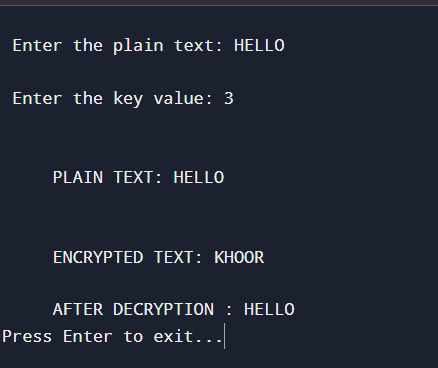 Enter the plain text: HELLO
Enter the key value: 3
PLAIN TEXT: HELLO
ENCRYPTED TEXT: KHOOR
AFTER DECRYPTION : HELLO
Press Enter to exit...